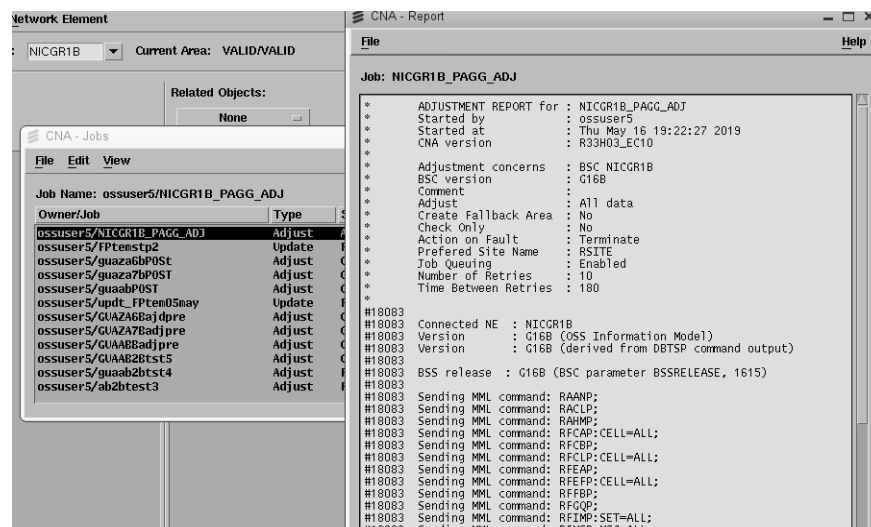 Network Element
: NICGR1B Current Area: VALID/VALID
Related Objects:
None
CNA - Jobs
File Edit View
Job Name: ossuser5/NICGR1B_PAGG_ADJ
Owner/Job Type
ossuser5/NICGR1B_PAGG_ADJ Adjust
ossuser5/FPtemstp2 Update
ossuser5/guaza6bP0St Adjust
ossuser5/guaza7bP0ST Adjust
ossuser5/guaabP0ST Adjust
ossuser5/updt_FPtem05may Update
ossuser5/GUAZA6Bajdpre Adjust
ossuser5/GUAZA7Badjpre Adjust
ossuser5/GUAABBadjpre Adjust
ossuser5/GUAAB2Btst5 Adjust
ossuser5/guaab2btst4 Adjust
ossuser5/ab2btest3 Adjust
CNA - Report
File Help
Job: NICGR1B_PAGG_ADJ
* ADJUSTMENT REPORT for : NICGR1B_PAGG_ADJ
* Started by : ossuser5
* Started at : Thu May 16 19:22:27 2019
* CNA version : R33H03_EC10
*
* Adjustment concerns : BSC NICGR1B
* BSC version : G16B
* Comment :
* Adjust : All data
* Create Fallback Area : No
* Check Only : No
* Action on Fault : Terminate
* Prefered Site Name : RSITE
* Job Queuing : Enabled
* Number of Retries : 10
* Time Between Retries : 180
*
#18083
#18083 Connected NE : NICGR1B
#18083 Version : G16B (OSS Information Model)
#18083 Version : G16B (derived from DBTSP command output)
#18083
#18083 BSS release : G16B (BSC parameter BSSRELEASE, 1615)
#18083
#18083 Sending MML command: RAANP;
#18083 Sending MML command: RACLP;
#18083 Sending MML command: RAHMP;
#18083 Sending MML command: RFCAP:CELL=ALL;
#18083 Sending MML command: RFCBP;
#18083 Sending MML command: RFCLP:CELL=ALL;
#18083 Sending MML command: RFEAP;
#18083 Sending MML command: RFEFP:CELL=ALL;
#18083 Sending MML command: RFFBP;
#18083 Sending MML command: RFGQP;
#18083 Sending MML command: RFIMP:SET=ALL;